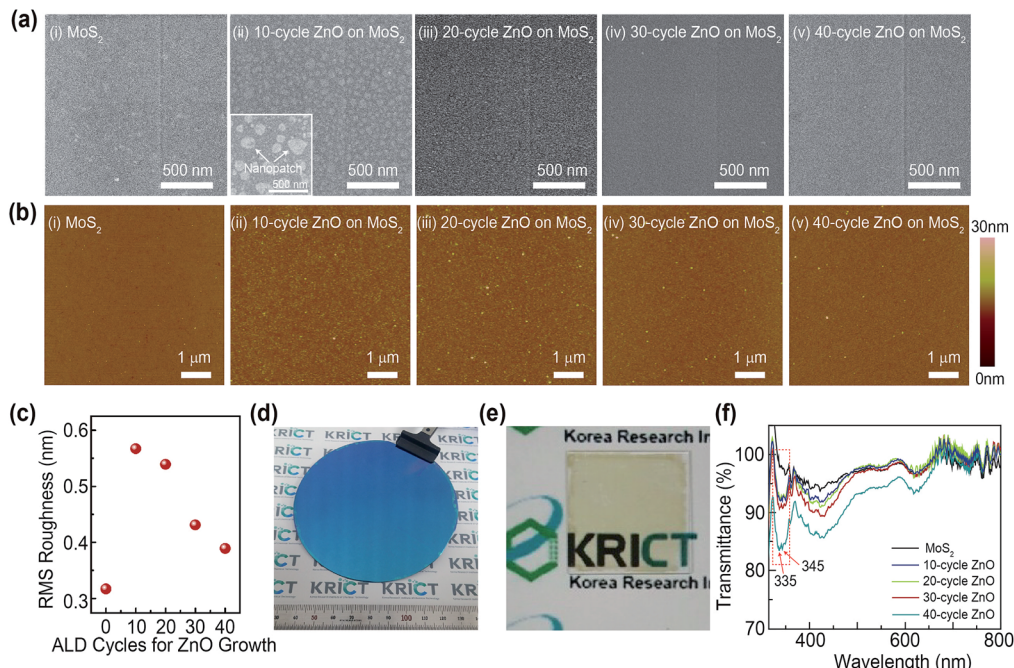 (a)
(i) MoS₂
(ii) 10-cycle ZnO on MoS₂
(iii) 20-cycle ZnO on MoS₂
(iv) 30-cycle ZnO on MoS₂
(v) 40-cycle ZnO on MoS₂
Nanopatch
500 nm
500 nm
500 nm
500 nm
500 nm
500 nm
(b)
(i) MoS₂
(ii) 10-cycle ZnO on MoS₂
(iii) 20-cycle ZnO on MoS₂
(iv) 30-cycle ZnO on MoS₂
(v) 40-cycle ZnO on MoS₂
30nm
0nm
1 μm
1 μm
1 μm
1 μm
1 μm
(c)
RMS Roughness (nm)
0.6
0.5
0.4
0.3
0 10 20 30 40
ALD Cycles for ZnO Growth
(d)
KRICT
KRICT
KRICT
KRICT
(e)
Korea Research In
KRICT
Korea Research In
(f)
Transmittance (%)
100
90
80
70
335
345
MoS₂
10-cycle ZnO
20-cycle ZnO
30-cycle ZnO
40-cycle ZnO
400 600 800
Wavelength (nm)